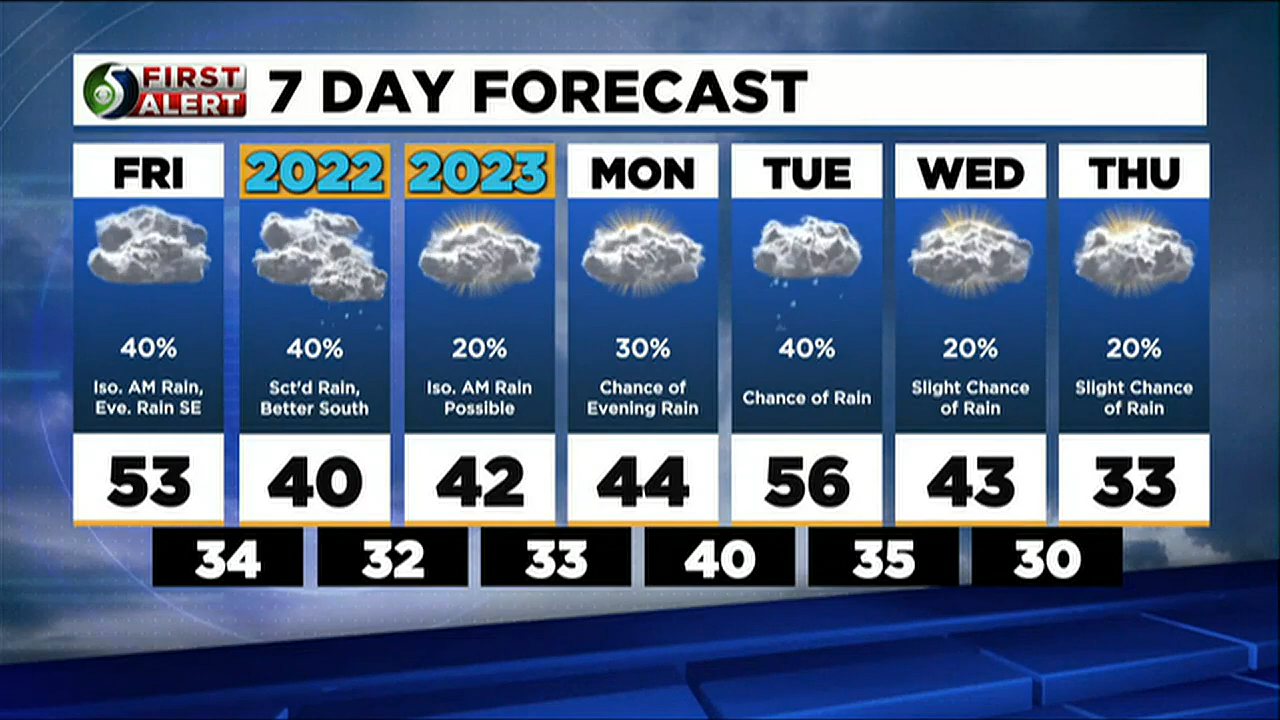 5 FIRST ALERT 7 DAY FORECAST
FRI 2022 2023 MON TUE WED THU
40% 40% 20% 30% 40% 20% 20%
Iso. AM Rain,
Eve. Rain SE
Sct'd Rain,
Better South
Iso. AM Rain
Possible
Chance of
Evening Rain
Chance of Rain
Slight Chance
of Rain
Slight Chance
of Rain
53 40 42 44 56 43 33
34 32 33 40 35 30